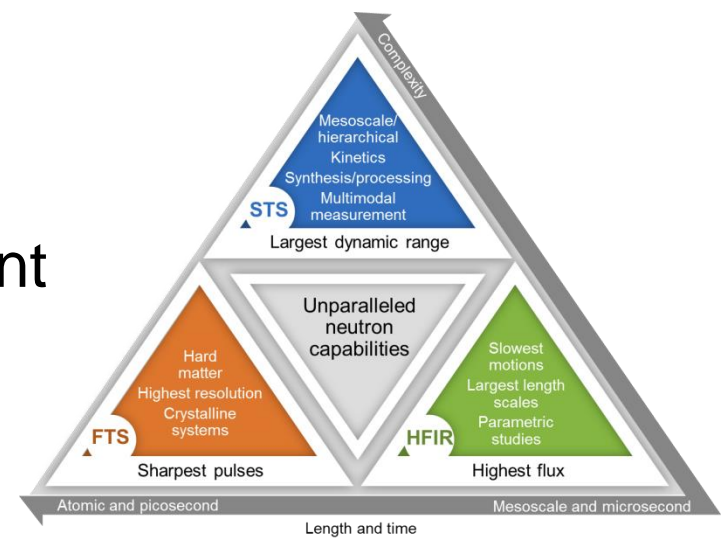 Complexity
Mesoscale/
hierarchical
Kinetics
Synthesis/processing
Multimodal
measurement
STS
Largest dynamic range
nt
Unparalleled
neutron
capabilities
Hard
matter
Highest resolution
Crystalline
systems
FTS
Sharpest pulses
Slowest
motions
Largest length
scales
Parametric
studies
HFIR
Highest flux
Atomic and picosecond
Mesoscale and microsecond
Length and time